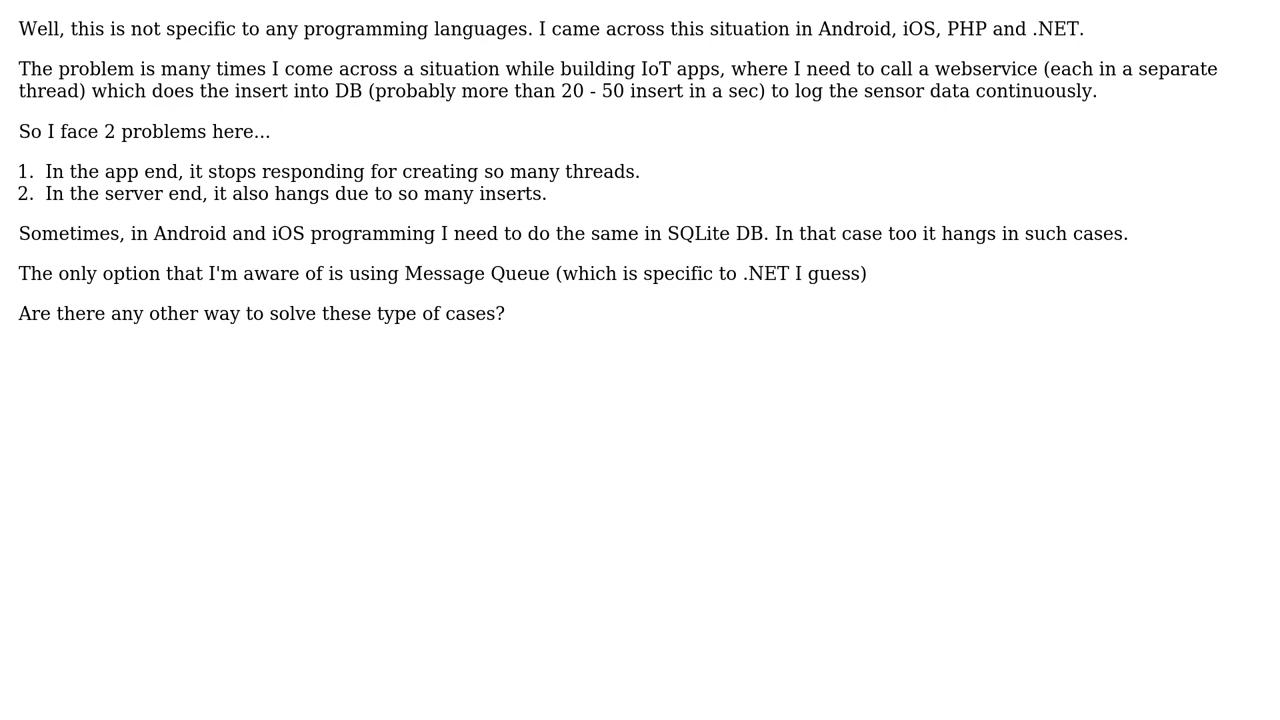 Well, this is not specific to any programming languages. I came across this situation in Android, iOS, PHP and .NET.
The problem is many times I come across a situation while building IoT apps, where I need to call a webservice (each in a separate
thread) which does the insert into DB (probably more than 20 - 50 insert in a sec) to log the sensor data continuously.
So I face 2 problems here...
1. In the app end, it stops responding for creating so many threads.
2. In the server end, it also hangs due to so many inserts.
Sometimes, in Android and iOS programming I need to do the same in SQLite DB. In that case too it hangs in such cases.
The only option that I'm aware of is using Message Queue (which is specific to .NET I guess)
Are there any other way to solve these type of cases?